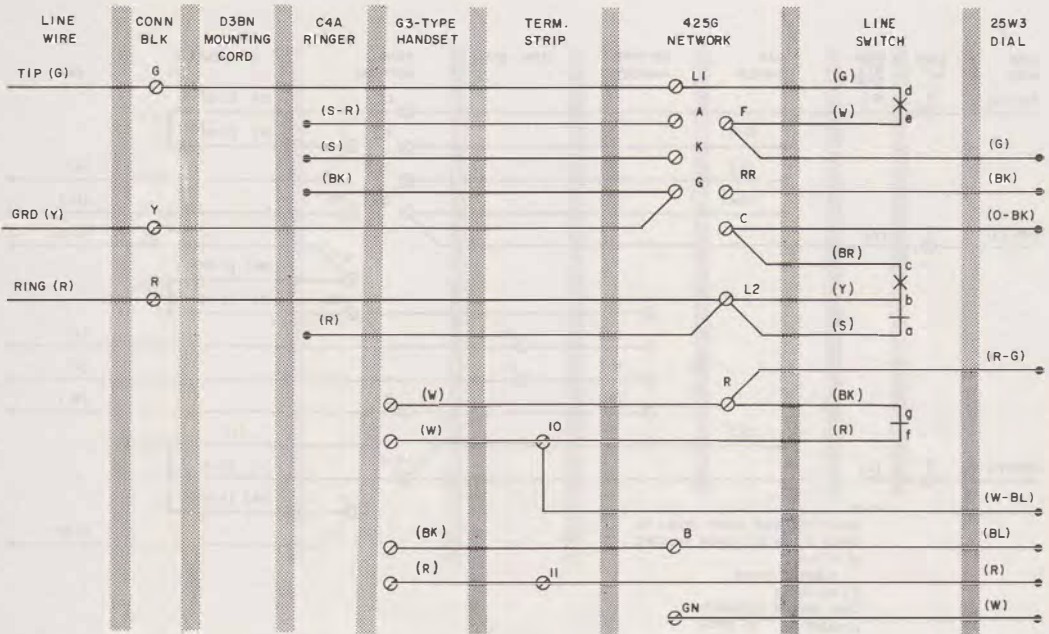 LINE WIRE
CONN BLK
D3BN MOUNTING CORD
C4A RINGER
G3-TYPE HANDSET
TERM. STRIP
425G NETWORK
LINE SWITCH
25W3 DIAL
TIP (G)
G
L1
(G)
d
(S-R)
A
F
(W)
e
(S)
K
(G)
(BK)
G
RR
(BK)
GRD (Y)
Y
C
(O-BK)
(BR)
c
RING (R)
R
L2
(Y)
b
(R)
(S)
a
(R-G)
(W)
R
(BK)
g
(W)
10
(R)
f
(W-BL)
(BK)
B
(BL)
(R)
11
(R)
GN
(W)